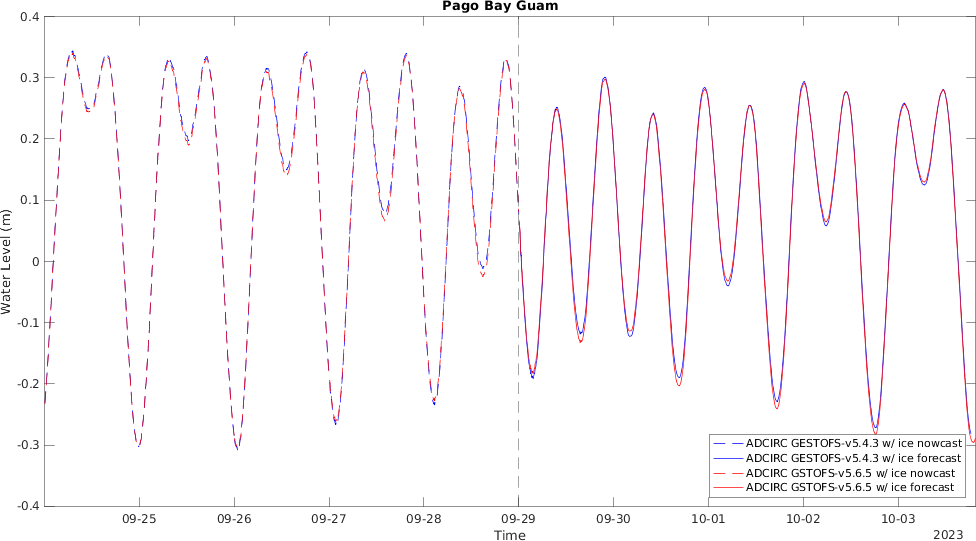 Pago Bay Guam
0.4
0.3
0.2
0.1
0
-0.1
-0.2
-0.3
-0.4
Water Level (m)
ADCIRC GESTOFS-v5.4.3 w/ ice nowcast
ADCIRC GESTOFS-v5.4.3 w/ ice forecast
ADCIRC GSTOFS-v5.6.5 w/ ice nowcast
ADCIRC GSTOFS-v5.6.5 w/ ice forecast
09-25 09-26 09-27 09-28 09-29 09-30 10-01 10-02 10-03
Time
2023